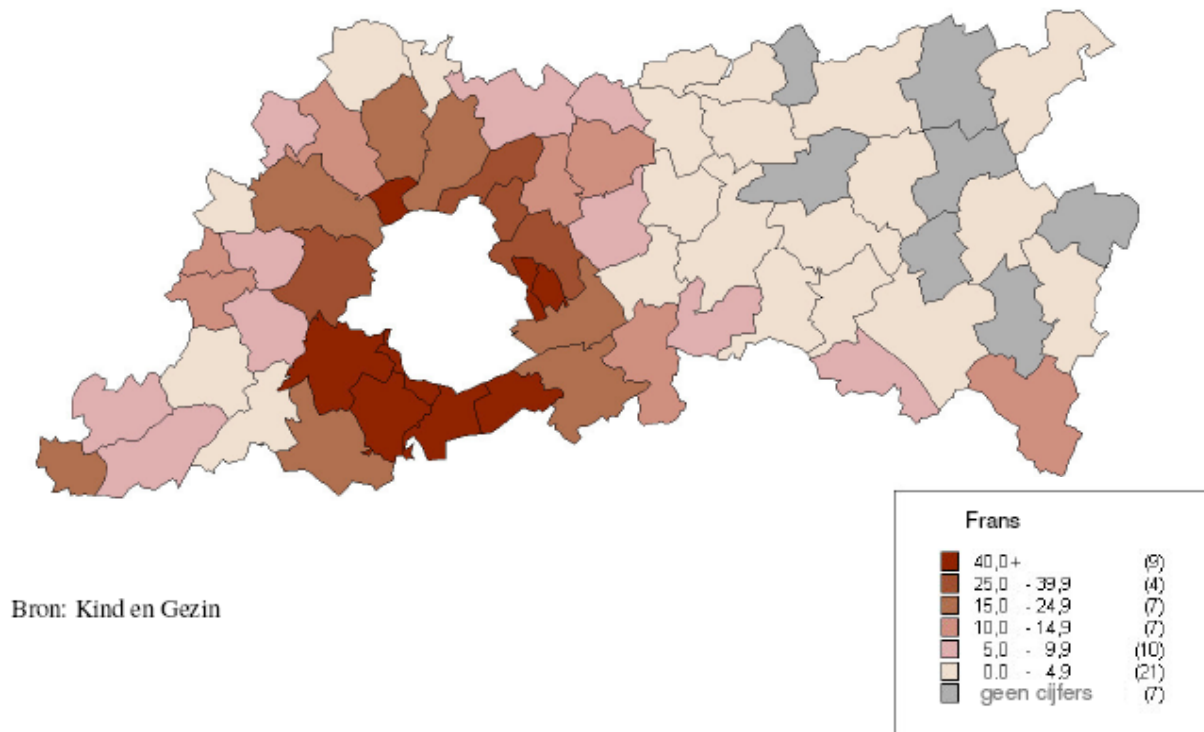 Frans
40,0+ (9)
25,0 - 39,9 (4)
15,0 - 24,9 (7)
10,0 - 14,9 (7)
5,0 - 9,9 (10)
0.0 - 4,9 (21)
geen cijfers (7)
Bron: Kind en Gezin